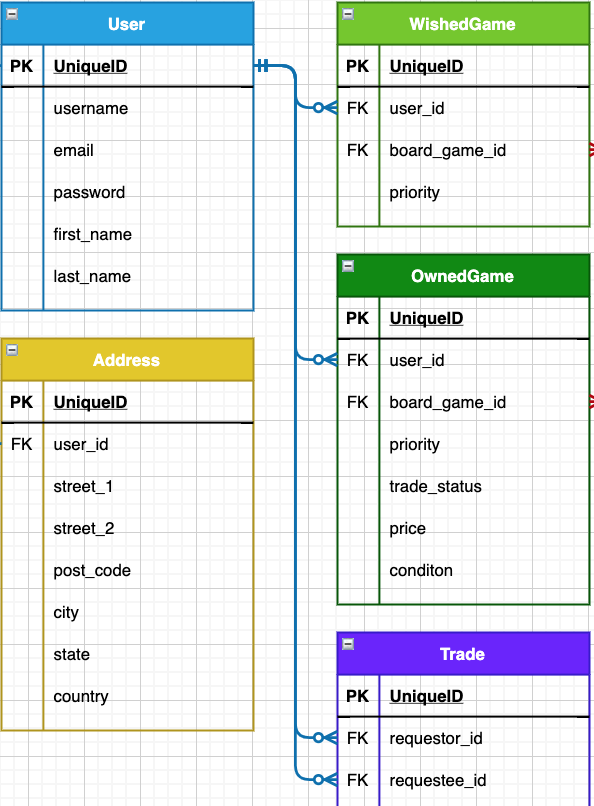 User
PK UniqueID
username
email
password
first_name
last_name
Address
PK UniqueID
FK user_id
street_1
street_2
post_code
city
state
country
WishedGame
PK UniqueID
FK user_id
FK board_game_id
priority
OwnedGame
PK UniqueID
FK user_id
FK board_game_id
priority
trade_status
price
conditon
Trade
PK UniqueID
FK requestor_id
FK requestee_id